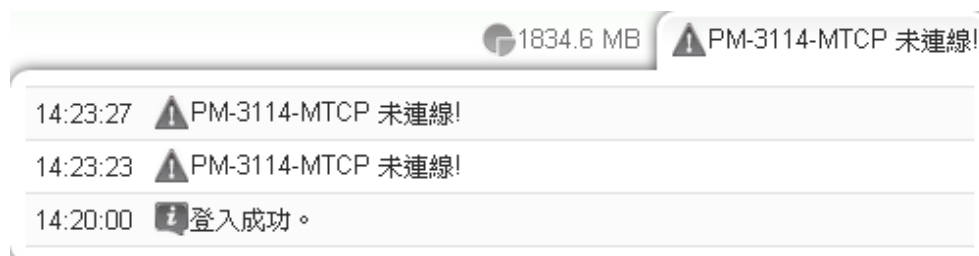 1834.6 MB PM-3114-MTCP 未連線!
14:23:27 PM-3114-MTCP 未連線!
14:23:23 PM-3114-MTCP 未連線!
14:20:00 登入成功。